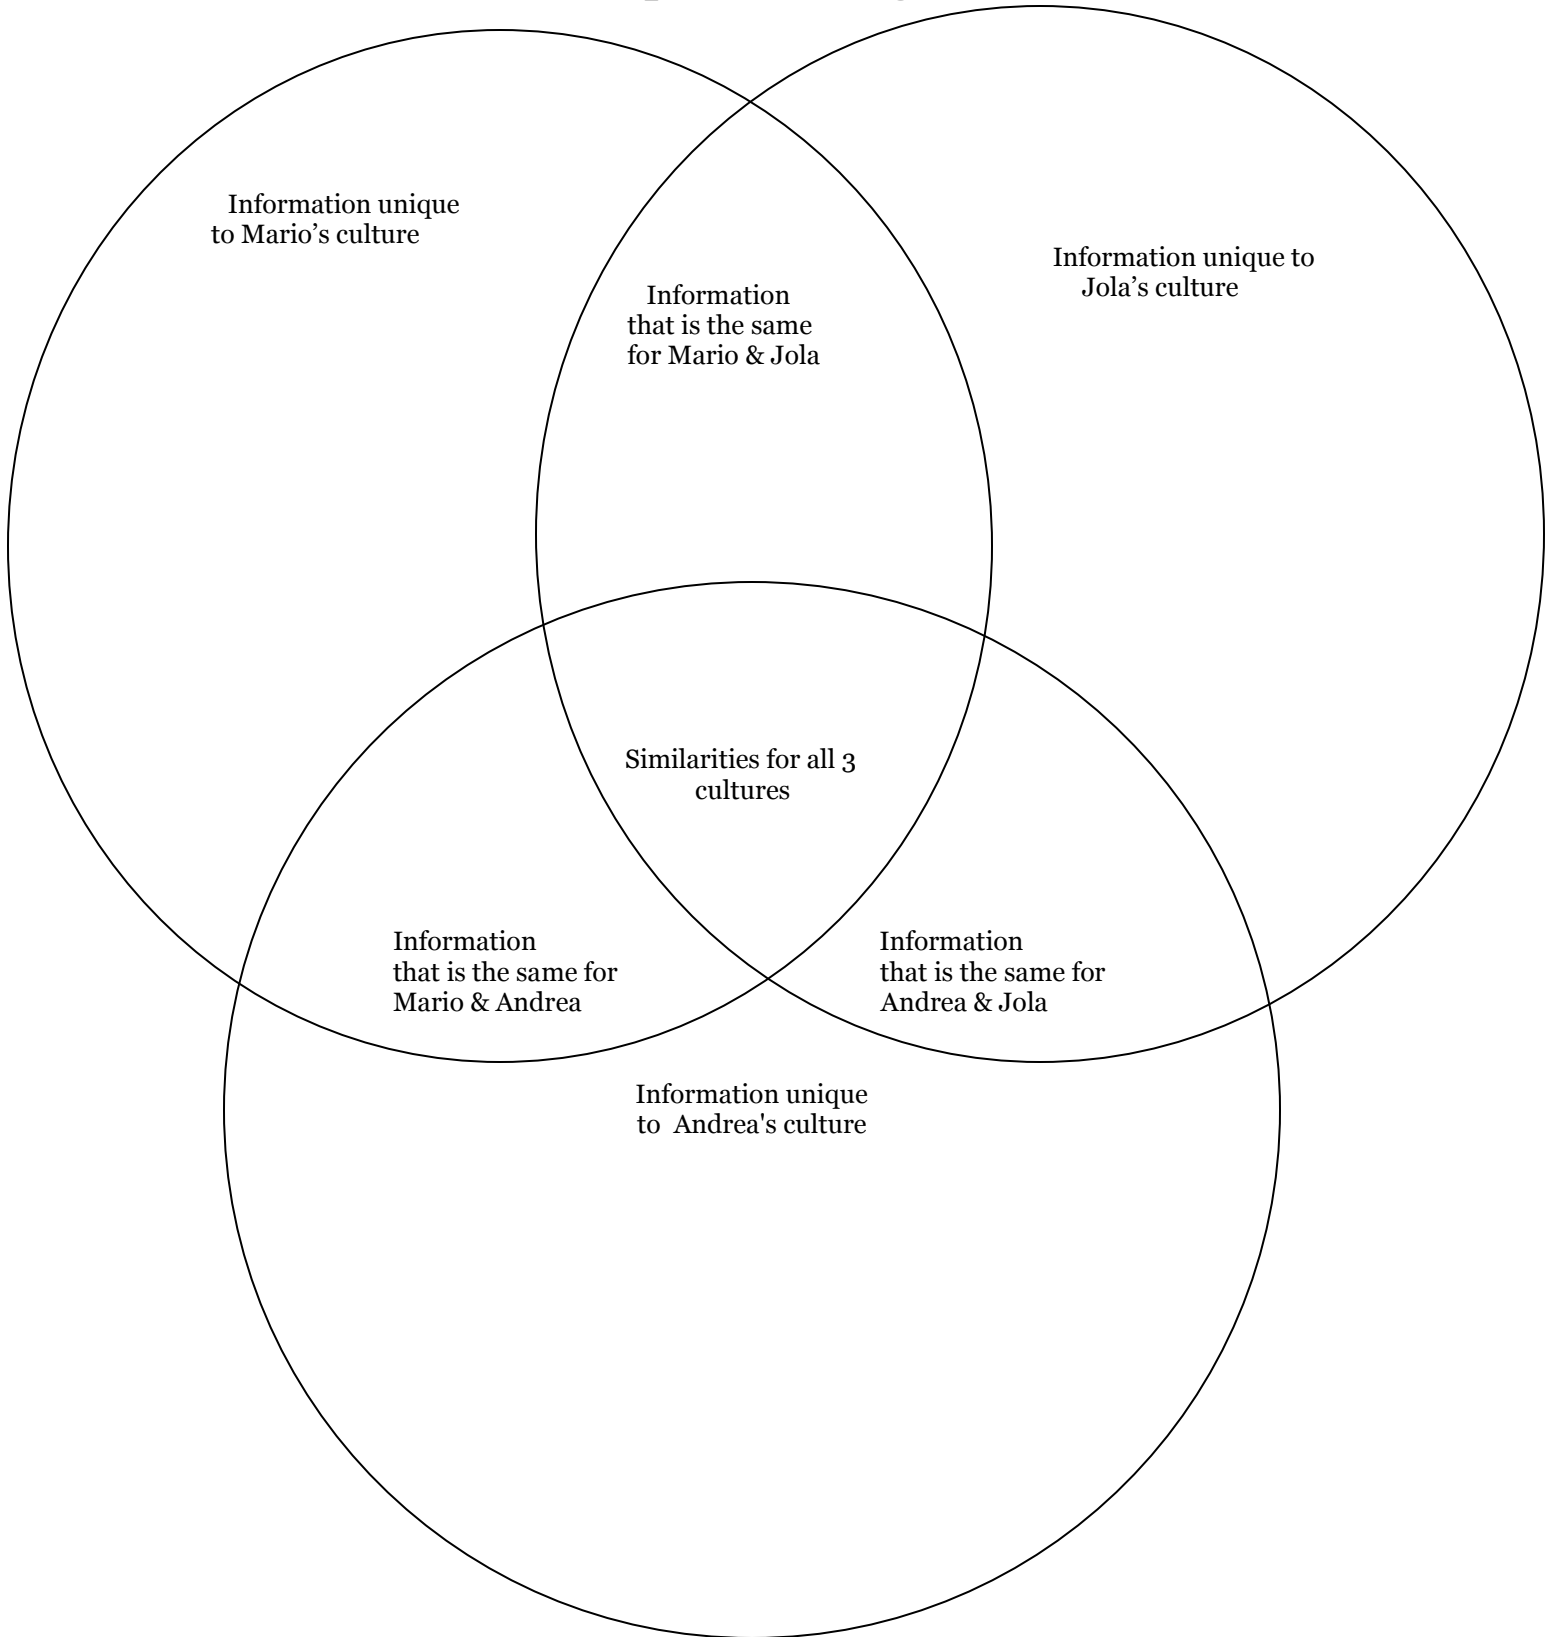 Information unique
to Mario’s culture
Information unique to
Jola’s culture
Information
that is the same
for Mario & Jola
Similarities for all 3
cultures
Information
that is the same for
Mario & Andrea
Information
that is the same for
Andrea & Jola
Information unique
to  Andrea's culture